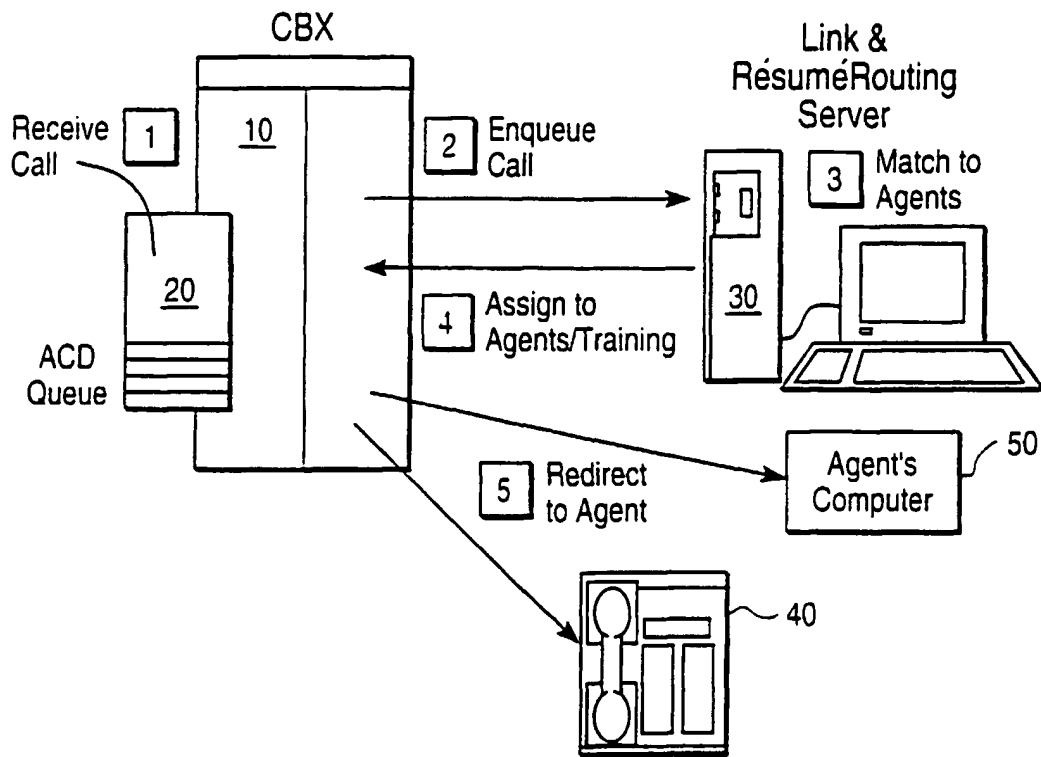 CBX
Link &
RésuméRouting
Server
Receive
Call
1
10
2
Enqueue
Call
3
Match to
Agents
20
30
4
Assign to
Agents/Training
ACD
Queue
5
Redirect
to Agent
Agent's
Computer
50
40